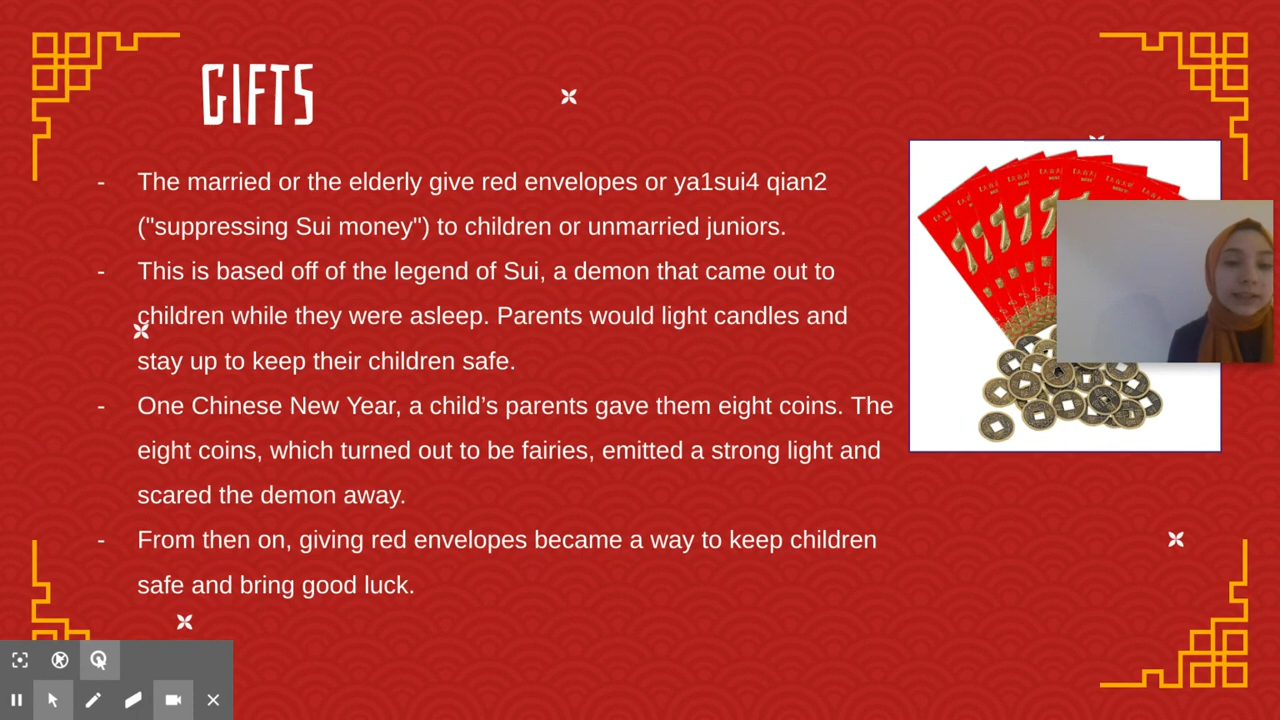 GIFTS
- The married or the elderly give red envelopes or ya1sui4 qian2
("suppressing Sui money") to children or unmarried juniors.
- This is based off of the legend of Sui, a demon that came out to
children while they were asleep. Parents would light candles and
stay up to keep their children safe.
- One Chinese New Year, a child’s parents gave them eight coins. The
eight coins, which turned out to be fairies, emitted a strong light and
scared the demon away.
- From then on, giving red envelopes became a way to keep children
safe and bring good luck.